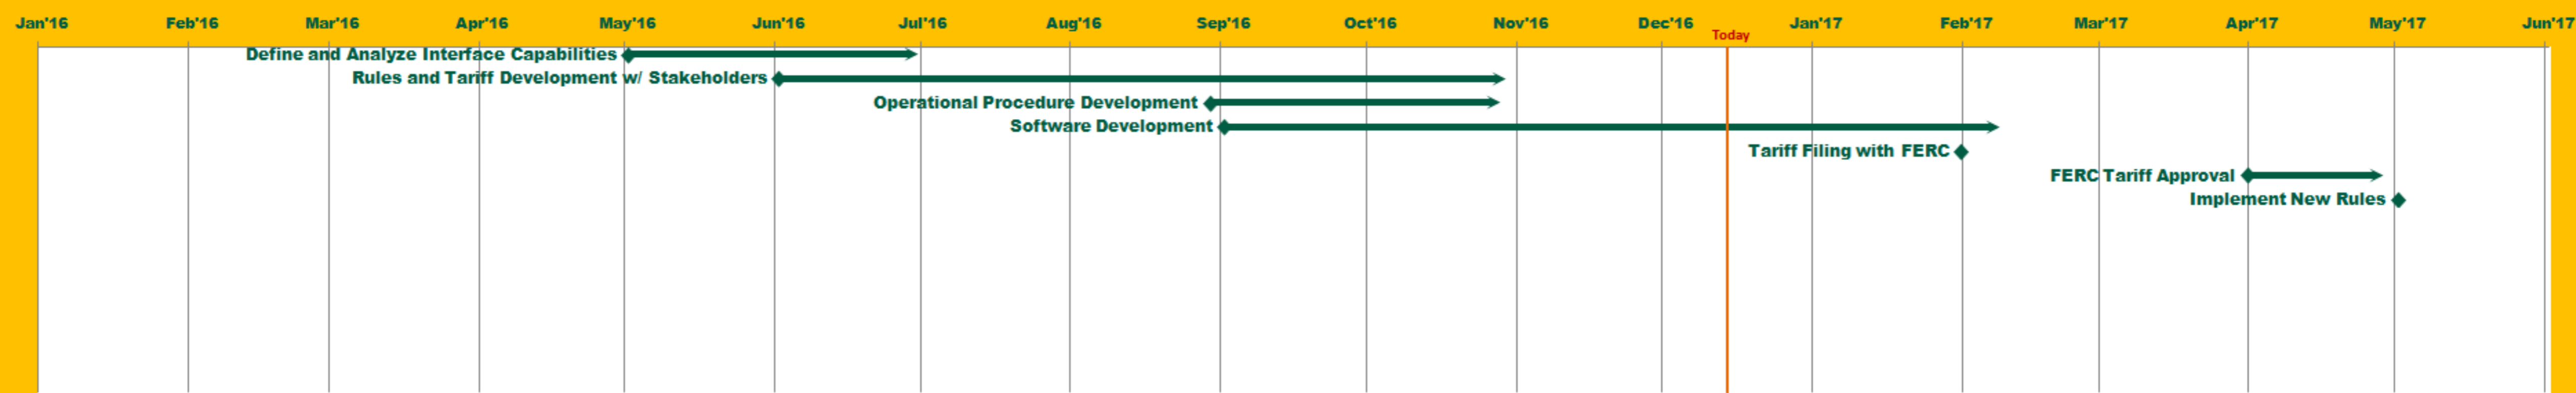 Jan'16 Feb'16 Mar'16 Apr'16 May'16 Jun'16 Jul'16 Aug'16 Sep'16 Oct'16 Nov'16 Dec'16 Jan'17 Feb'17 Mar'17 Apr'17 May'17 Jun'17
Today
Define and Analyze Interface Capabilities
Rules and Tariff Development w/ Stakeholders
Operational Procedure Development
Software Development
Tariff Filing with FERC
FERC Tariff Approval
Implement New Rules